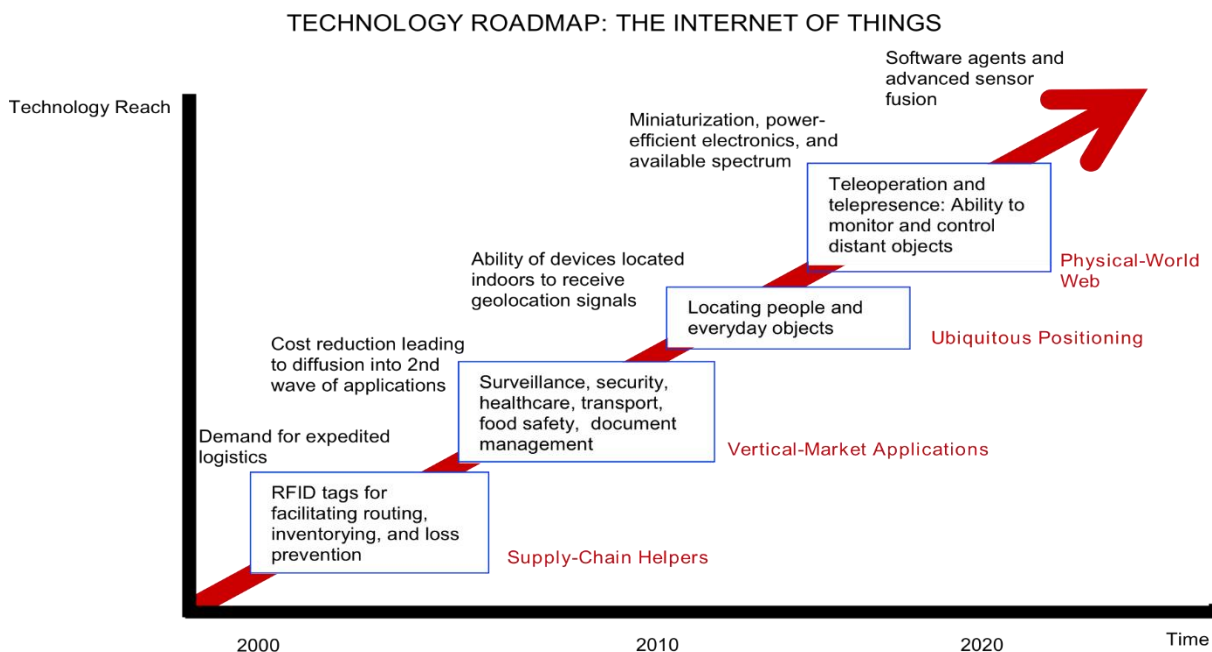 TECHNOLOGY ROADMAP: THE INTERNET OF THINGS
Software agents and
advanced sensor
fusion
Technology Reach
Miniaturization, power-
efficient electronics, and
available spectrum
Teleoperation and
telepresence: Ability to
monitor and control
distant objects
Physical-World
Web
Ability of devices located
indoors to receive
geolocation signals
Locating people and
everyday objects
Ubiquitous Positioning
Cost reduction leading
to diffusion into 2nd
wave of applications
Surveillance, security,
healthcare, transport,
food safety, document
management
Vertical-Market Applications
Demand for expedited
logistics
RFID tags for
facilitating routing,
inventorying, and loss
prevention
Supply-Chain Helpers
2000
2010
2020
Time